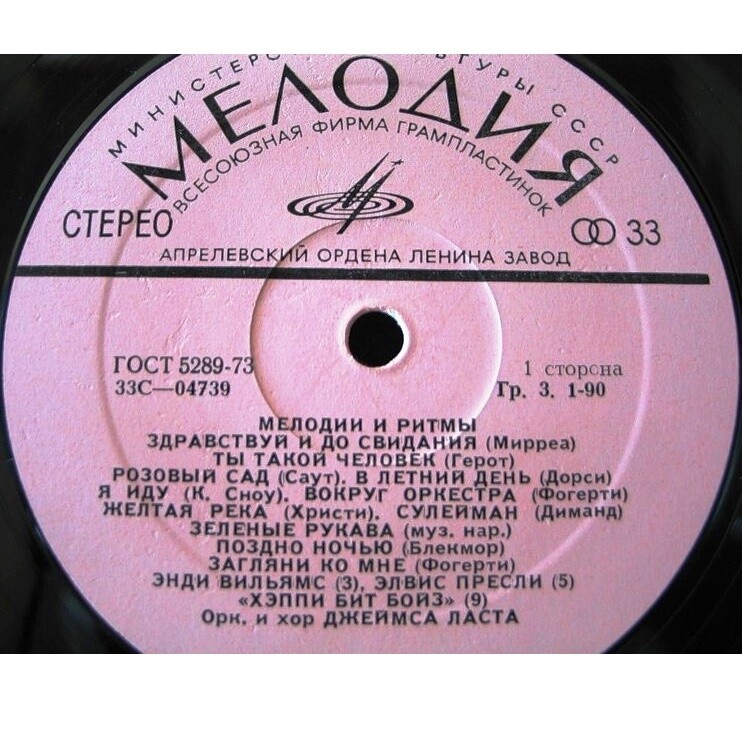 МИНИСТЕРСТВО КУЛЬТУРЫ СССР
МЕЛОДИЯ
ВСЕСОЮЗНАЯ ФИРМА ГРАМПЛАСТИНОК
СТЕРЕО
33
АПРЕЛЕВСКИЙ ОРДЕНА ЛЕНИНА ЗАВОД
ГОСТ 5289-73
1 сторона
33С—04739
Гр. 3. 1-90
МЕЛОДИИ И РИТМЫ
ЗДРАВСТВУЙ И ДО СВИДАНИЯ (Мирреа)
ТЫ ТАКОЙ ЧЕЛОВЕК (Герот)
РОЗОВЫЙ САД (Саут). В ЛЕТНИЙ ДЕНЬ (Дорси)
Я ИДУ (К. Сноу). ВОКРУГ ОРКЕСТРА (Фогерти)
ЖЕЛТАЯ РЕКА (Христи). СУЛЕЙМАН (Диманд)
ЗЕЛЕНЫЕ РУКАВА (муз. нар.)
ПОЗДНО НОЧЬЮ (Блекмор)
ЗАГЛЯНИ КО МНЕ (Фогерти)
ЭНДИ ВИЛЬЯМС (3), ЭЛВИС ПРЕСЛИ (5)
«ХЭППИ БИТ БОЙЗ» (9)
Орк. и хор ДЖЕЙМСА ЛАСТА